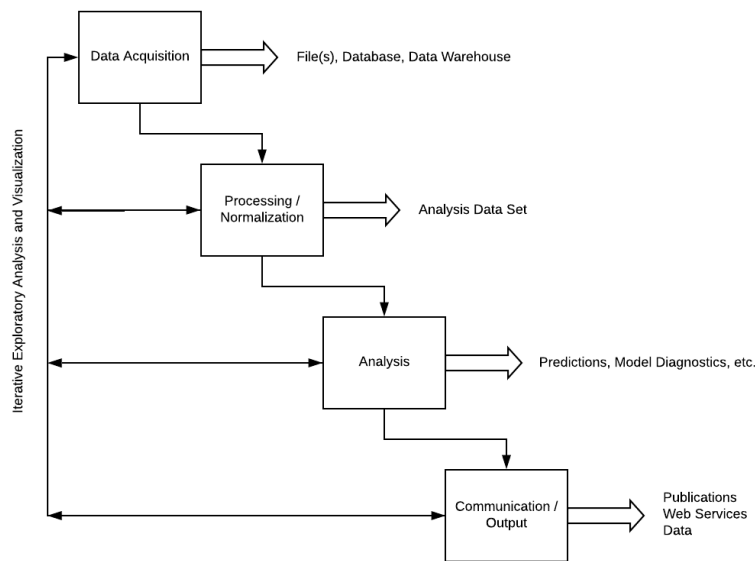 Data Acquisition
File(s), Database, Data Warehouse
Iterative Exploratory Analysis and Visualization
Processing /
Normalization
Analysis Data Set
Analysis
Predictions, Model Diagnostics, etc.
Communication /
Output
Publications
Web Services
Data